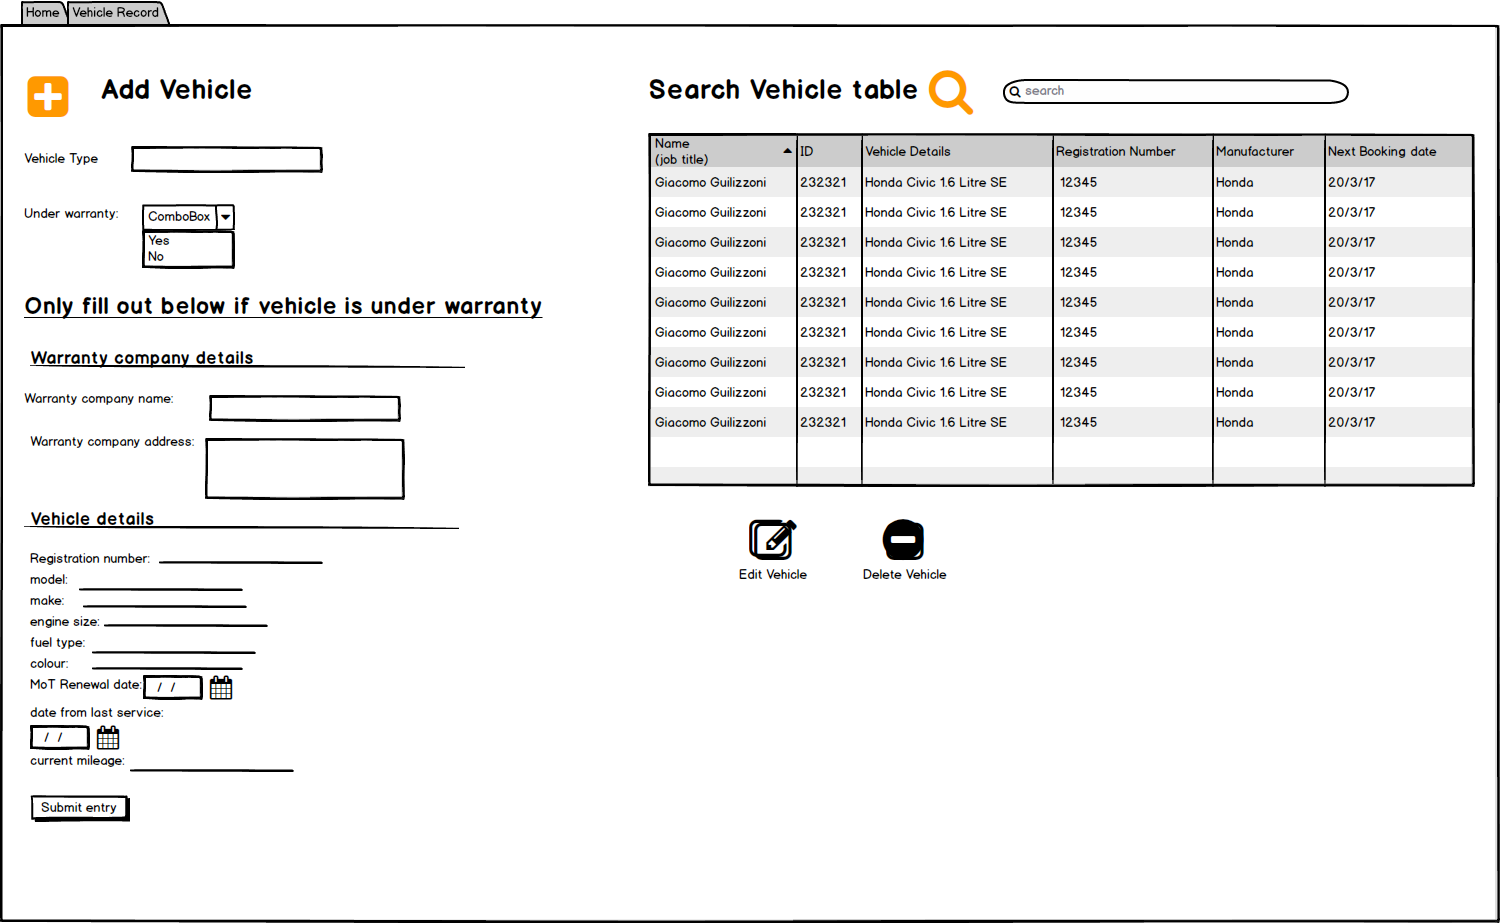 Home Vehicle Record
Add Vehicle
Vehicle Type
Under warranty: ComboBox
Yes
No
Only fill out below if vehicle is under warranty
Warranty company details
Warranty company name:
Warranty company address:
Vehicle details
Registration number:
model:
make:
engine size:
fuel type:
colour:
MoT Renewal date: / /
date from last service:
/ /
current mileage:
Submit entry
Search Vehicle table search
Name
(job title) ID Vehicle Details Registration Number Manufacturer Next Booking date
Giacomo Guilizzoni 232321 Honda Civic 1.6 Litre SE 12345 Honda 20/3/17
Giacomo Guilizzoni 232321 Honda Civic 1.6 Litre SE 12345 Honda 20/3/17
Giacomo Guilizzoni 232321 Honda Civic 1.6 Litre SE 12345 Honda 20/3/17
Giacomo Guilizzoni 232321 Honda Civic 1.6 Litre SE 12345 Honda 20/3/17
Giacomo Guilizzoni 232321 Honda Civic 1.6 Litre SE 12345 Honda 20/3/17
Giacomo Guilizzoni 232321 Honda Civic 1.6 Litre SE 12345 Honda 20/3/17
Giacomo Guilizzoni 232321 Honda Civic 1.6 Litre SE 12345 Honda 20/3/17
Giacomo Guilizzoni 232321 Honda Civic 1.6 Litre SE 12345 Honda 20/3/17
Giacomo Guilizzoni 232321 Honda Civic 1.6 Litre SE 12345 Honda 20/3/17
Edit Vehicle Delete Vehicle